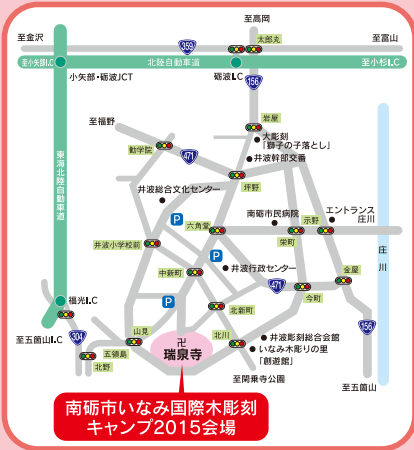 至高岡
至金沢
359
太郎丸
至富山
至小矢部I.C
北陸自動車道
至小杉I.C
小矢部・砺波JCT
砺波I.C
156
至福野
岩屋
大彫刻
「獅子の子落とし」
勧学院
471
井波幹部交番
坪野
東海北陸自動車道
井波総合文化センター
南砺市民病院
エントランス
庄川
P
六角堂
示野
栄町
井波小学校前
P
庄川
中新町
井波行政センター
金屋
471
今町
福光I.C
P
北新町
156
304
山見
卍
瑞泉寺
北川
井波彫刻総合会館
いなみ木彫りの里
「創遊館」
至五箇山I.C
五領島
北野
至閑乗寺公園
至五箇山
南砺市いなみ国際木彫刻
キャンプ2015会場